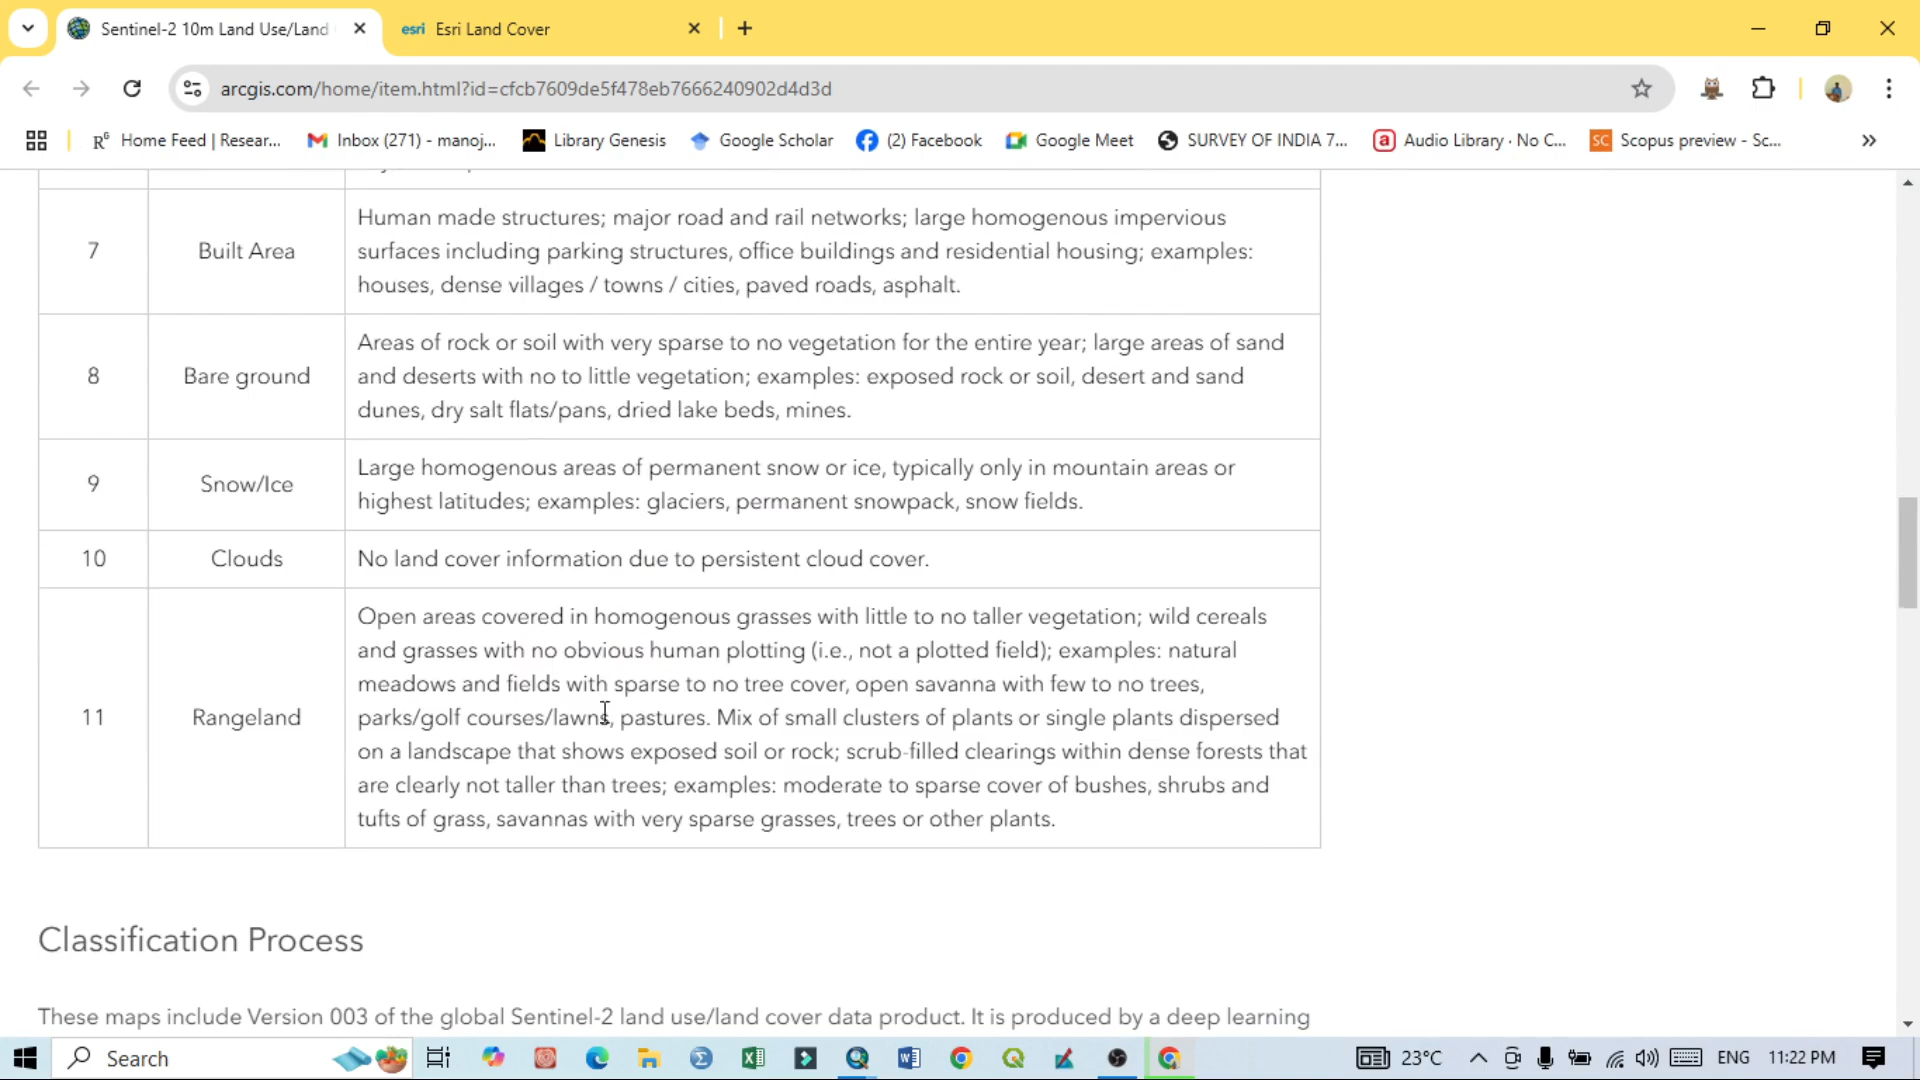 Sentinel-2 10m Land Use/Land
esri Esri Land Cover
arcgis.com/home/item.html?id=cfcb7609de5f478eb7666240902d4d3d
Home Feed | Resear...
Inbox (271) - manoj...
Library Genesis
Google Scholar
(2) Facebook
Google Meet
SURVEY OF INDIA 7...
Audio Library · No C...
SC Scopus preview - Sc...
7
Built Area
Human made structures; major road and rail networks; large homogenous impervious
surfaces including parking structures, office buildings and residential housing; examples:
houses, dense villages / towns / cities, paved roads, asphalt.
8
Bare ground
Areas of rock or soil with very sparse to no vegetation for the entire year; large areas of sand
and deserts with no to little vegetation; examples: exposed rock or soil, desert and sand
dunes, dry salt flats/pans, dried lake beds, mines.
9
Snow/Ice
Large homogenous areas of permanent snow or ice, typically only in mountain areas or
highest latitudes; examples: glaciers, permanent snowpack, snow fields.
10
Clouds
No land cover information due to persistent cloud cover.
11
Rangeland
Open areas covered in homogenous grasses with little to no taller vegetation; wild cereals
and grasses with no obvious human plotting (i.e., not a plotted field); examples: natural
meadows and fields with sparse to no tree cover, open savanna with few to no trees,
parks/golf courses/lawns, pastures. Mix of small clusters of plants or single plants dispersed
on a landscape that shows exposed soil or rock; scrub-filled clearings within dense forests that
are clearly not taller than trees; examples: moderate to sparse cover of bushes, shrubs and
tufts of grass, savannas with very sparse grasses, trees or other plants.
Classification Process
These maps include Version 003 of the global Sentinel-2 land use/land cover data product. It is produced by a deep learning
Search
23°C
ENG
11:22 PM